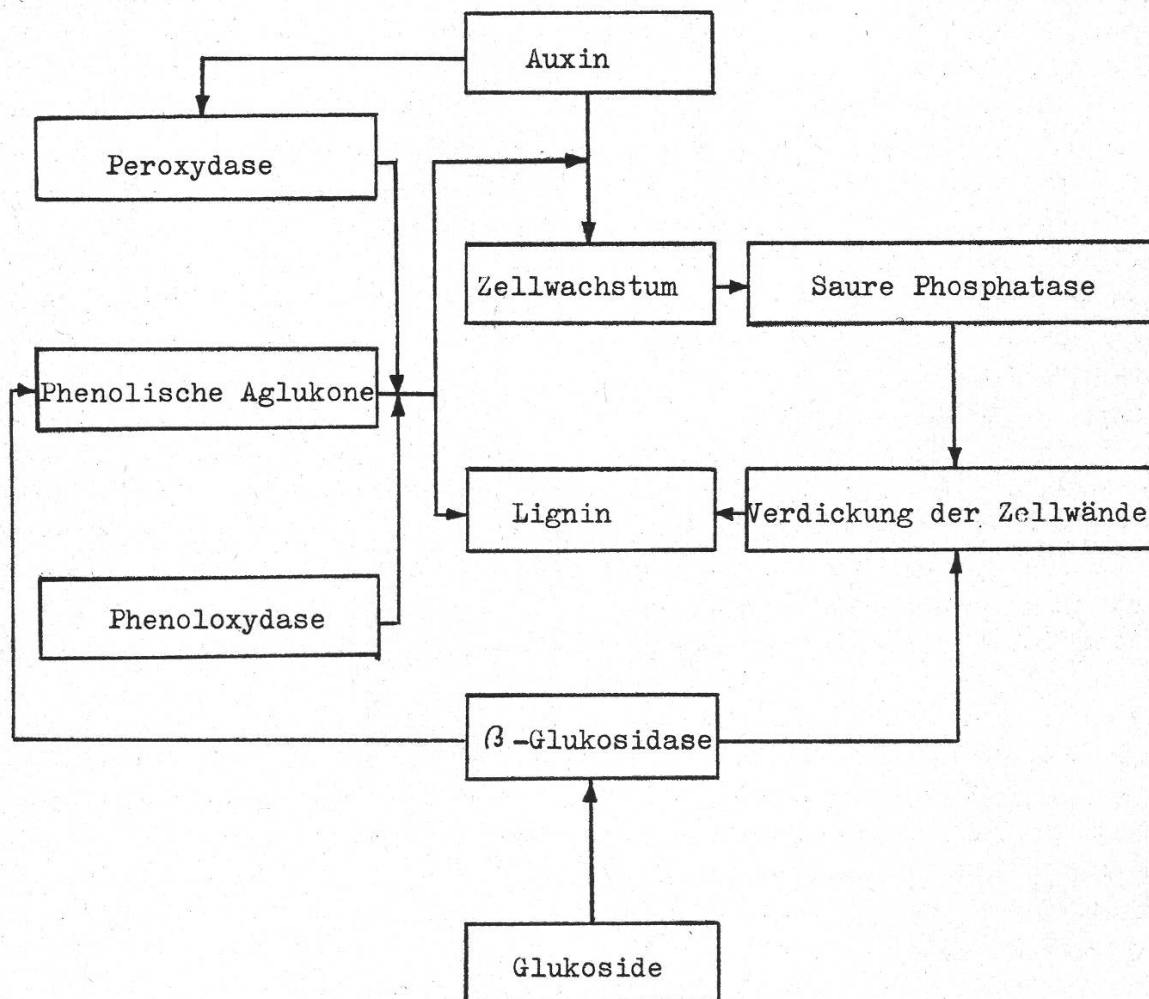 Auxin
Peroxydase
Zellwachstum
Saure Phosphatase
Phenolische Aglukone
Lignin
Verdickung der Zellwände
Phenoloxydase
β-Glukosidase
Glukoside